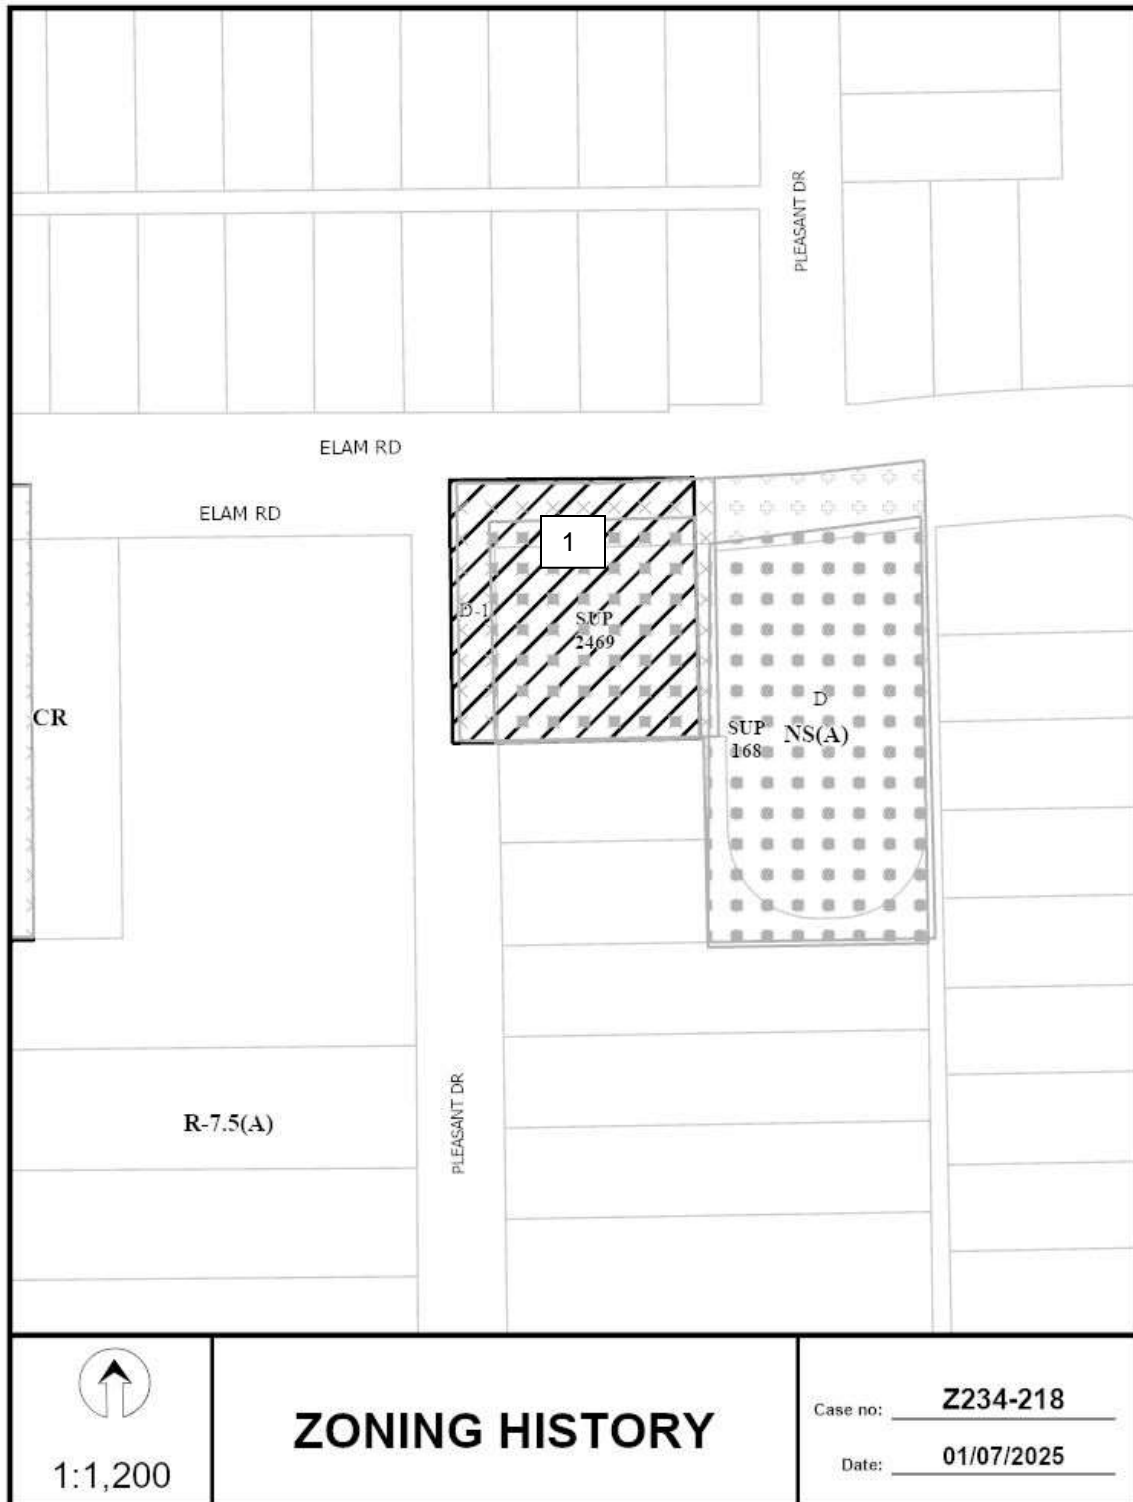 PLEASANT DR
ELAM RD
ELAM RD
1
D-1
SUP
2469
CR
D
SUP
168
NS(A)
PLEASANT DR
R-7.5(A)
1:1,200
ZONING HISTORY
Case no: Z234-218
Date: 01/07/2025